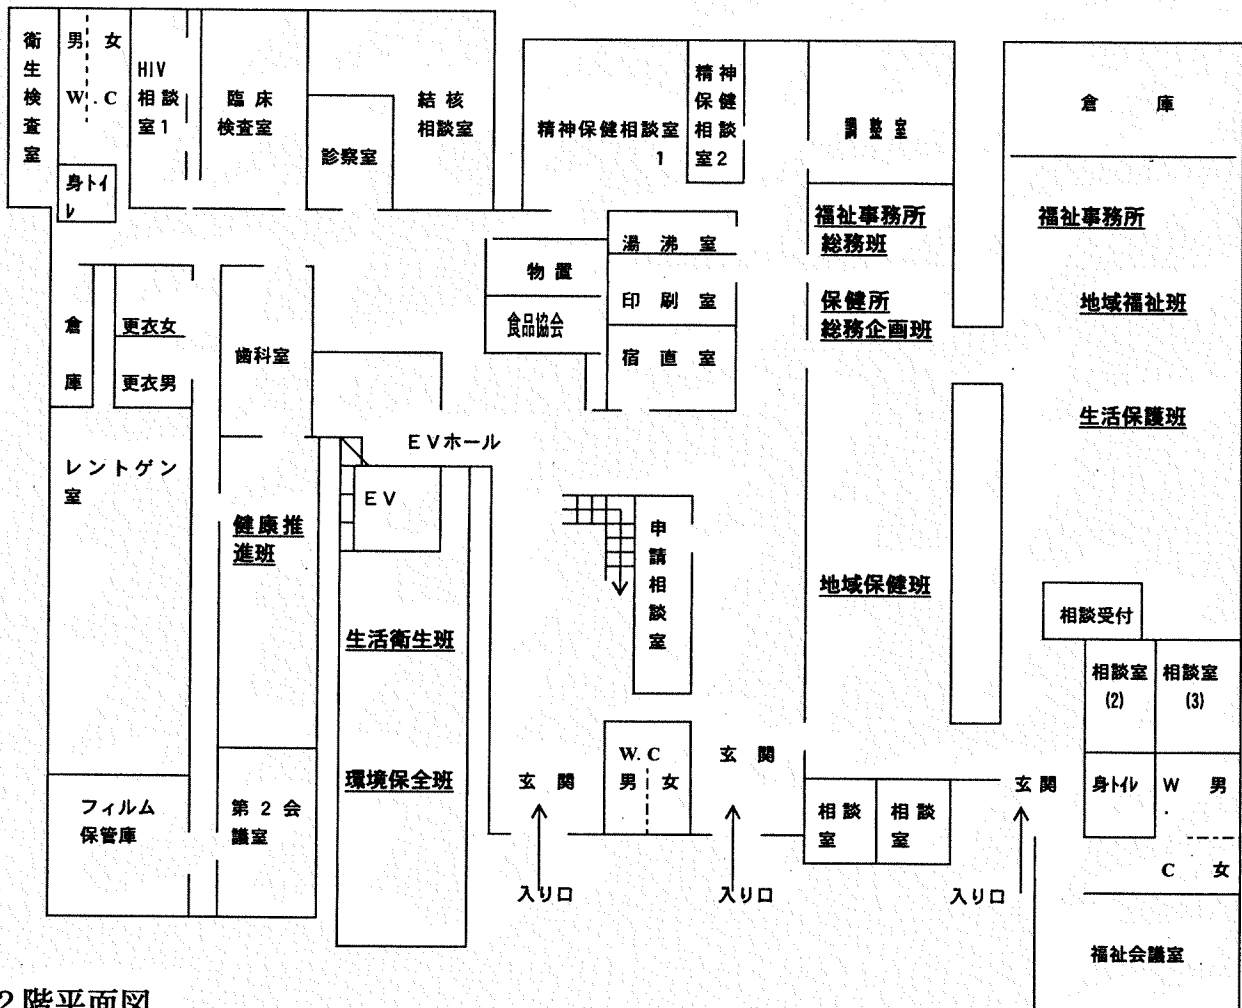 衛生検査室
男 女
W.C
身トイレ
HIV
相談
室1
臨床
検査室
診察室
結核
相談室
精神保健相談室
1
精神
保健
相談
室2
調整室
倉庫
福祉事務所
総務班
保健所
総務企画班
福祉事務所
地域福祉班
生活保護班
湯沸室
印刷室
宿直室
物置
食品協会
倉庫
更衣女
更衣男
歯科室
EVホール
EV
レントゲン
室
健康推
進班
申請相談室
地域保健班
相談受付
生活衛生班
相談室
(2)
相談室
(3)
環境保全班
玄関
W.C
男 女
玄関
玄関
身トイレ
W 男
.
C 女
フィルム
保管庫
第2会
議室
相談
室
相談
室
入り口
入り口
入り口
福祉会議室
2階平面図